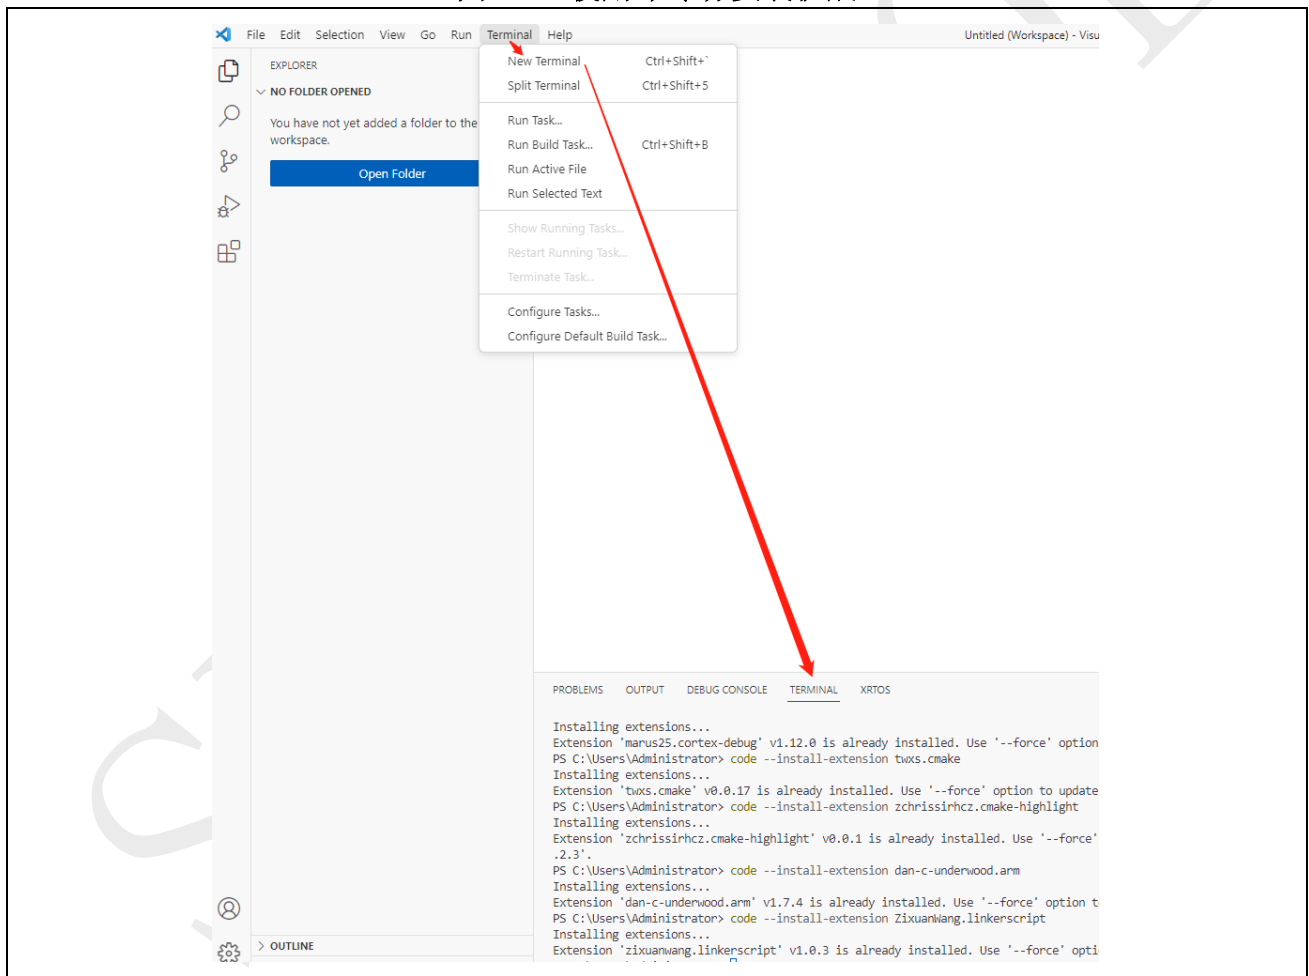 File Edit Selection View Go Run Terminal Help Untitled (Workspace) - Visu
EXPLORER
NO FOLDER OPENED
You have not yet added a folder to the
workspace.
Open Folder
New Terminal Ctrl+Shift+`
Split Terminal Ctrl+Shift+5
Run Task...
Run Build Task... Ctrl+Shift+B
Run Active File
Run Selected Text
Show Running Tasks...
Restart Running Task...
Terminate Task...
Configure Tasks...
Configure Default Build Task...
PROBLEMS OUTPUT DEBUG CONSOLE TERMINAL XRTOS
Installing extensions...
Extension 'marus25.cortex-debug' v1.12.0 is already installed. Use '--force' option
PS C:\Users\Administrator> code --install-extension twxs.cmake
Installing extensions...
Extension 'twxs.cmake' v0.0.17 is already installed. Use '--force' option to update
PS C:\Users\Administrator> code --install-extension zchrissirhcz.cmake-highlight
Installing extensions...
Extension 'zchrissirhcz.cmake-highlight' v0.0.1 is already installed. Use '--force'
.2.3'.
PS C:\Users\Administrator> code --install-extension dan-c-underwood.arm
Installing extensions...
Extension 'dan-c-underwood.arm' v1.7.4 is already installed. Use '--force' option t
PS C:\Users\Administrator> code --install-extension ZixuanWang.linkerscript
Installing extensions...
Extension 'zixuanwang.linkerscript' v1.0.3 is already installed. Use '--force' opti
OUTLINE